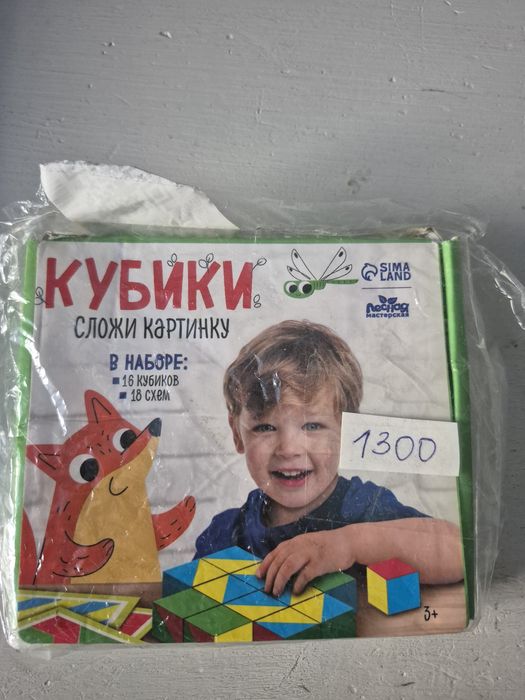 КУБИКИ
СЛОЖИ КАРТИНКУ
В НАБОРЕ:
16 КУБИКОВ
18 СХЕМ
SIMA
LAND
Лесная
мастерская
1300
3+